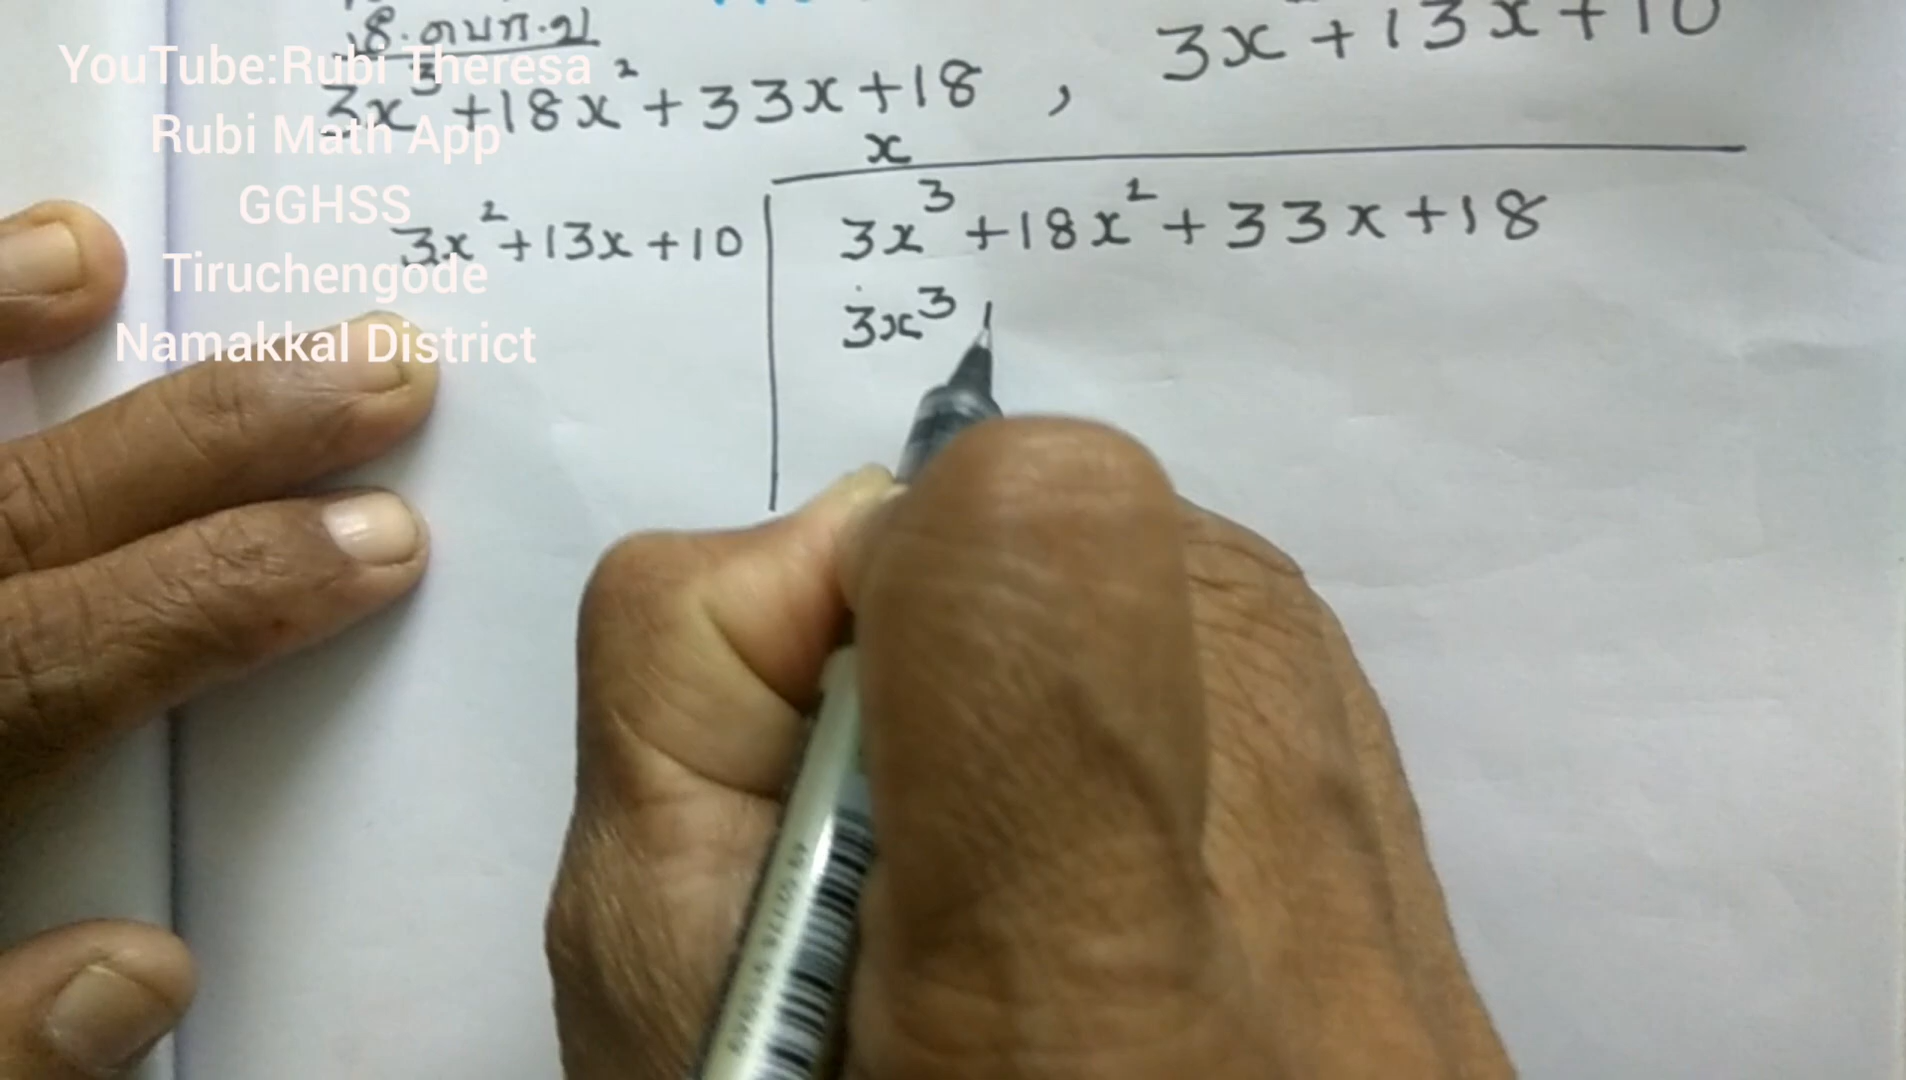 YouTube:Rubi Theresa
Rubi Math App
GGHSS
Tiruchengode
Namakkal District
3x³+18x²+33x+18 , 3x²+13x+10
x
3x²+13x+10 3x³+18x²+33x+18
3x³